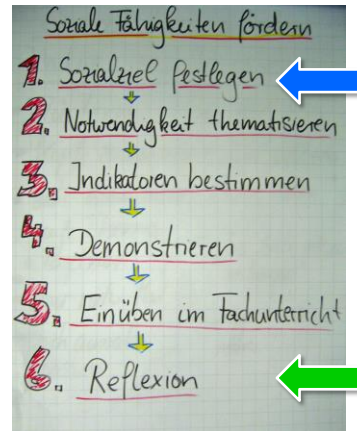 Soziale Fähigkeiten fördern
1. Sozialziel festlegen
2. Notwendigkeit thematisieren
3. Indikatoren bestimmen
4. Demonstrieren
5. Einüben im Fachunterricht
6. Reflexion